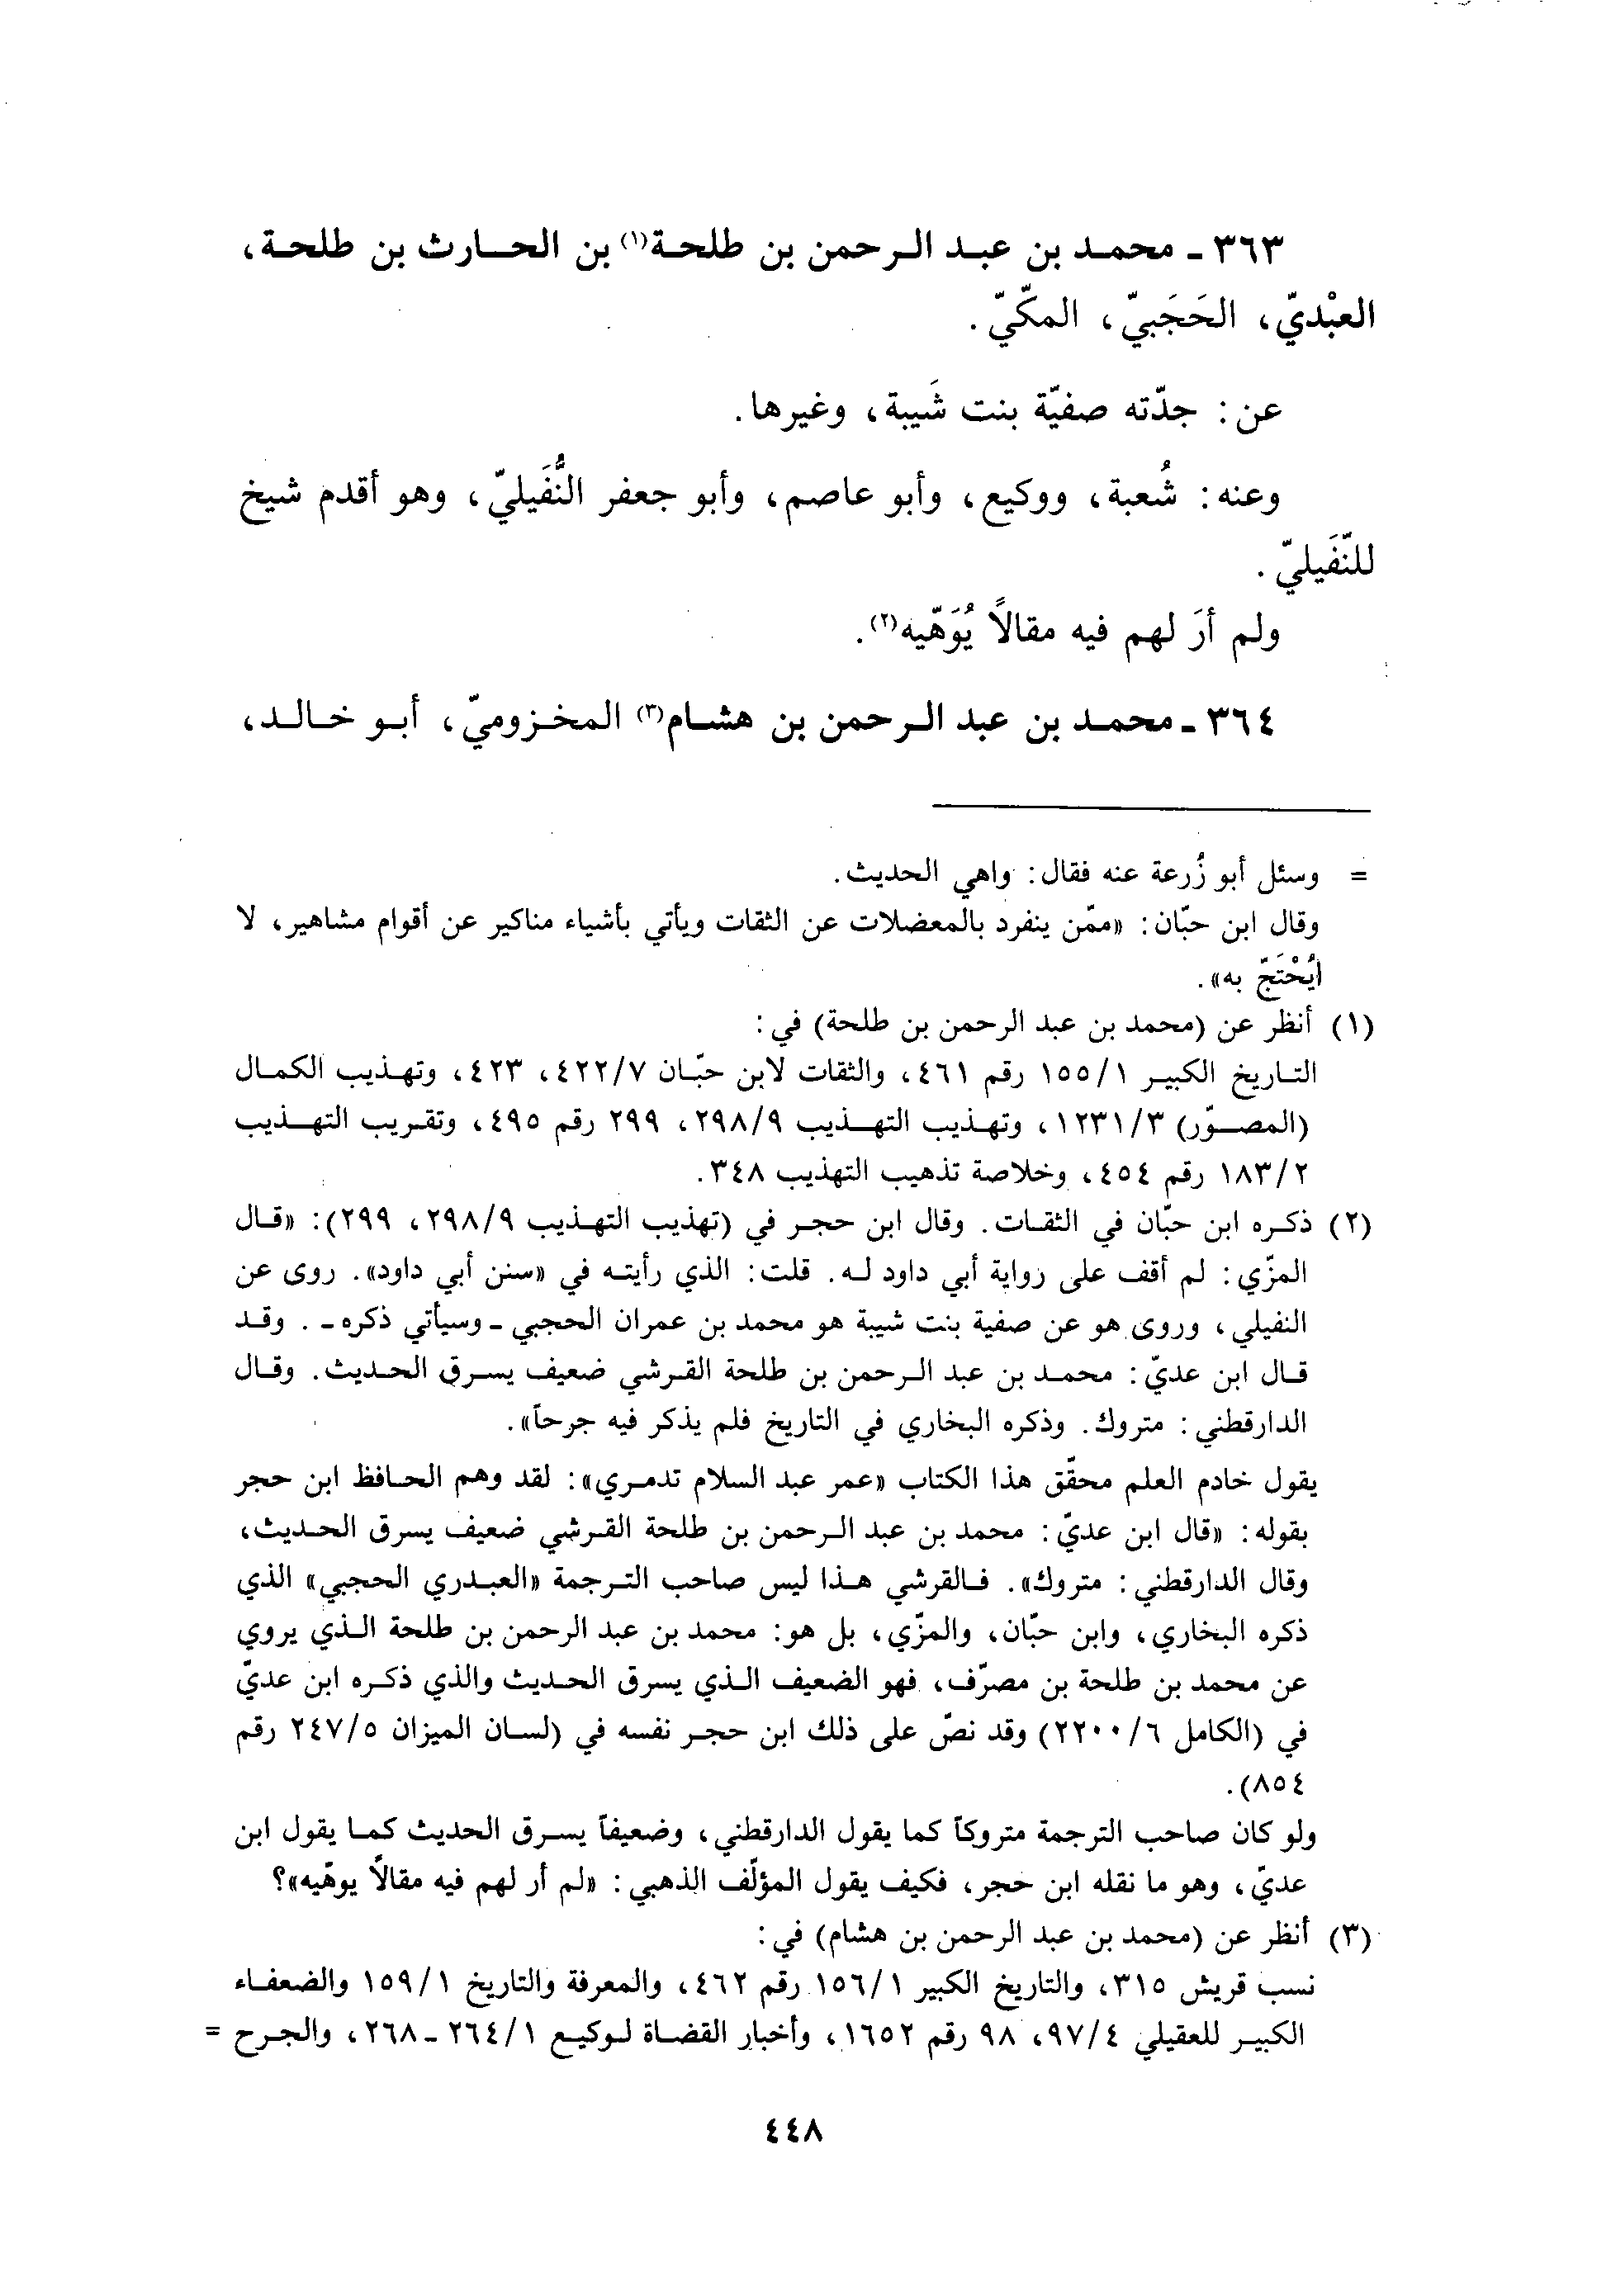 ٣٦٣ ـ محمد بن عبد الرحمن بن طلحة(١) بن الحارث بن طلحة،
العبْديّ، الحَجَبيّ، المكّيّ.
عن: جدّته صفيّة بنت شَيبة، وغيرها.
وعنه: شُعبة، ووكيع، وأبو عاصم، وأبو جعفر النُّفَيليّ، وهو أقدم شيخ
للنّفَيليّ.
ولم أرَ لهم فيه مقالاً يُوَهّيه(٢).
٣٦٤ ـ محمد بن عبد الرحمن بن هشام(٣) المخزوميّ، أبو خالد،
= وسئل أبو زُرعة عنه فقال: واهي الحديث.
وقال ابن حبّان: «ممّن ينفرد بالمعضلات عن الثقات ويأتي بأشياء مناكير عن أقوام مشاهير، لا
يُحْتَجّ به».
(١) أنظر عن (محمد بن عبد الرحمن بن طلحة) في:
التاريخ الكبير ١/١٥٥ رقم ٤٦١، والثقات لابن حبّان ٧/٤٢٢، ٤٢٣، وتهذيب الكمال
(المصوّر) ٣/١٢٣١، وتهذيب التهذيب ٩/٢٩٨، ٢٩٩ رقم ٤٩٥، وتقريب التهذيب
٢/١٨٣ رقم ٤٥٤، وخلاصة تذهيب التهذيب ٣٤٨.
(٢) ذكره ابن حبّان في الثقات. وقال ابن حجر في (تهذيب التهذيب ٩/٢٩٨، ٢٩٩): «قال
المزّي: لم أقف على رواية أبي داود له. قلت: الذي رأيته في «سنن أبي داود». روى عن
النفيلي، وروى هو عن صفية بنت شيبة هو محمد بن عمران الحجبي ـ وسيأتي ذكره ـ. وقد
قال ابن عديّ: محمد بن عبد الرحمن بن طلحة القرشي ضعيف يسرق الحديث. وقال
الدارقطني: متروك. وذكره البخاري في التاريخ فلم يذكر فيه جرحاً».
يقول خادم العلم محقّق هذا الكتاب «عمر عبد السلام تدمري»: لقد وهم الحافظ ابن حجر
بقوله: «قال ابن عديّ: محمد بن عبد الرحمن بن طلحة القرشي ضعيف يسرق الحديث،
وقال الدارقطني: متروك». فالقرشي هذا ليس صاحب الترجمة «العبدري الحجبي» الذي
ذكره البخاري، وابن حبّان، والمزّي، بل هو: محمد بن عبد الرحمن بن طلحة الذي يروي
عن محمد بن طلحة بن مصرّف، فهو الضعيف الذي يسرق الحديث والذي ذكره ابن عديّ
في (الكامل ٦/٢٢٠٠) وقد نصّ على ذلك ابن حجر نفسه في (لسان الميزان ٥/٢٤٧ رقم
٨٥٤).
ولو كان صاحب الترجمة متروكاً كما يقول الدارقطني، وضعيفاً يسرق الحديث كما يقول ابن
عديّ، وهو ما نقله ابن حجر، فكيف يقول المؤلّف الذهبي: «لم أر لهم فيه مقالاً يوهّيه»؟
(٣) أنظر عن (محمد بن عبد الرحمن بن هشام) في:
نسب قريش ٣١٥، والتاريخ الكبير ١/١٥٦ رقم ٤٦٢، والمعرفة والتاريخ ١/١٥٩ والضعفاء
الكبير للعقيلي ٤/٩٧، ٩٨ رقم ١٦٥٢، وأخبار القضاة لوكيع ١/٢٦٤ ـ ٢٦٨، والجرح =
٤٤٨